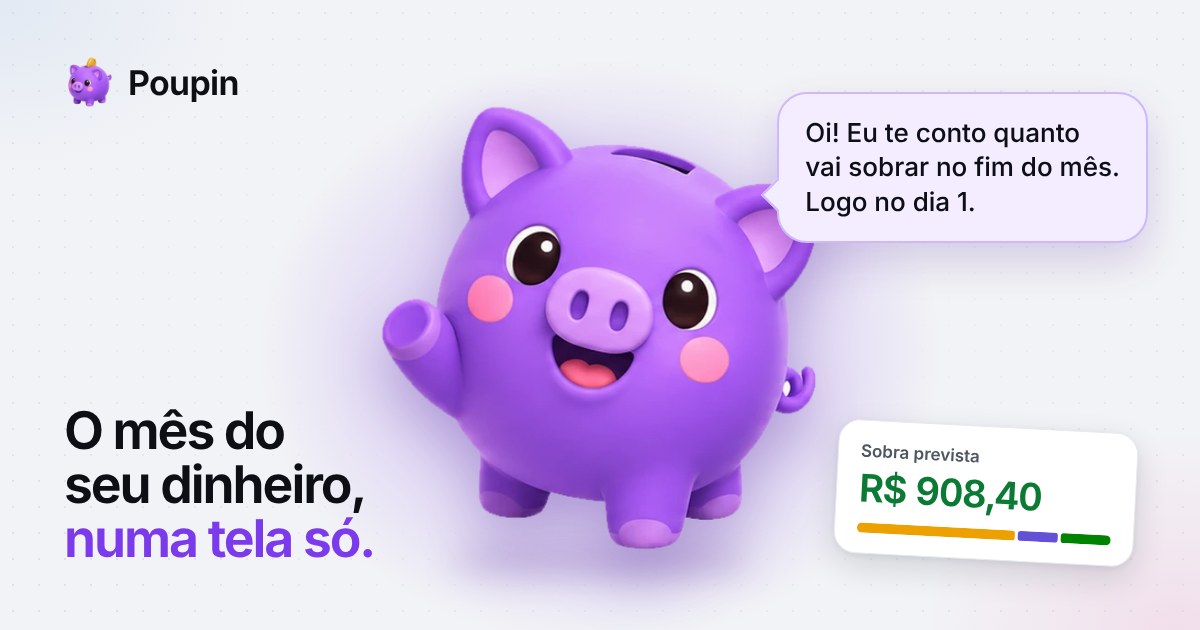 Poupin
Oi! Eu te conto quanto
vai sobrar no fim do mês.
Logo no dia 1.
O mês do
seu dinheiro,
numa tela só.
Sobra prevista
R$ 908,40